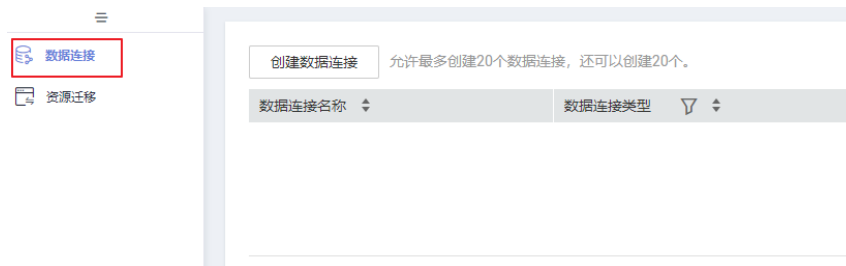 数据连接
资源迁移
创建数据连接 允许最多创建20个数据连接，还可以创建20个。
数据连接名称 数据连接类型